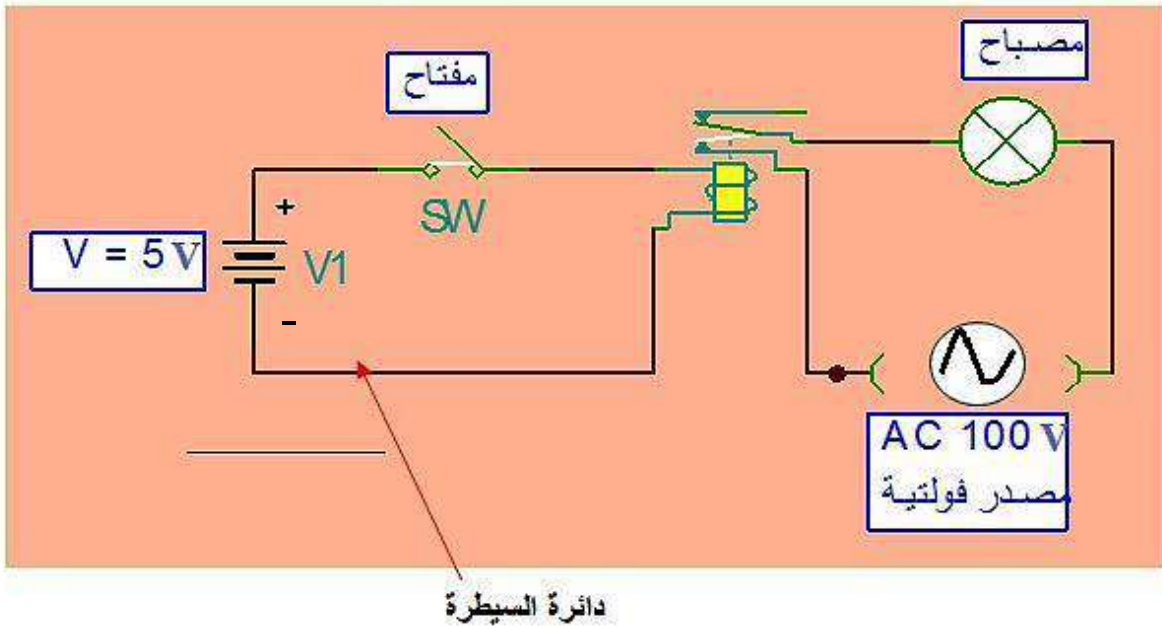 مصباح
مفتاح
+
SW
V = 5 V
V1
-
AC 100 V
مصدر فولتية
دائرة السيطرة